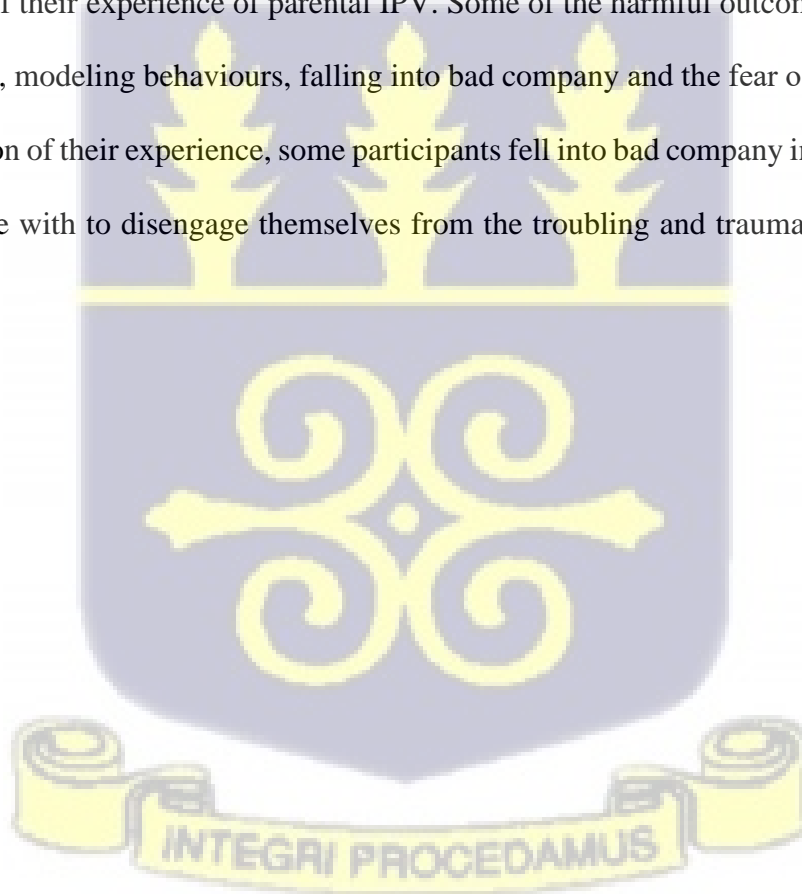 their experience of parental IPV. Some of the harmful
, modeling behaviours, falling into bad company and the fear
of their experience, some participants fell into bad company
with to disengage themselves from the troubling and
INTEGRI PROCEDAMUS